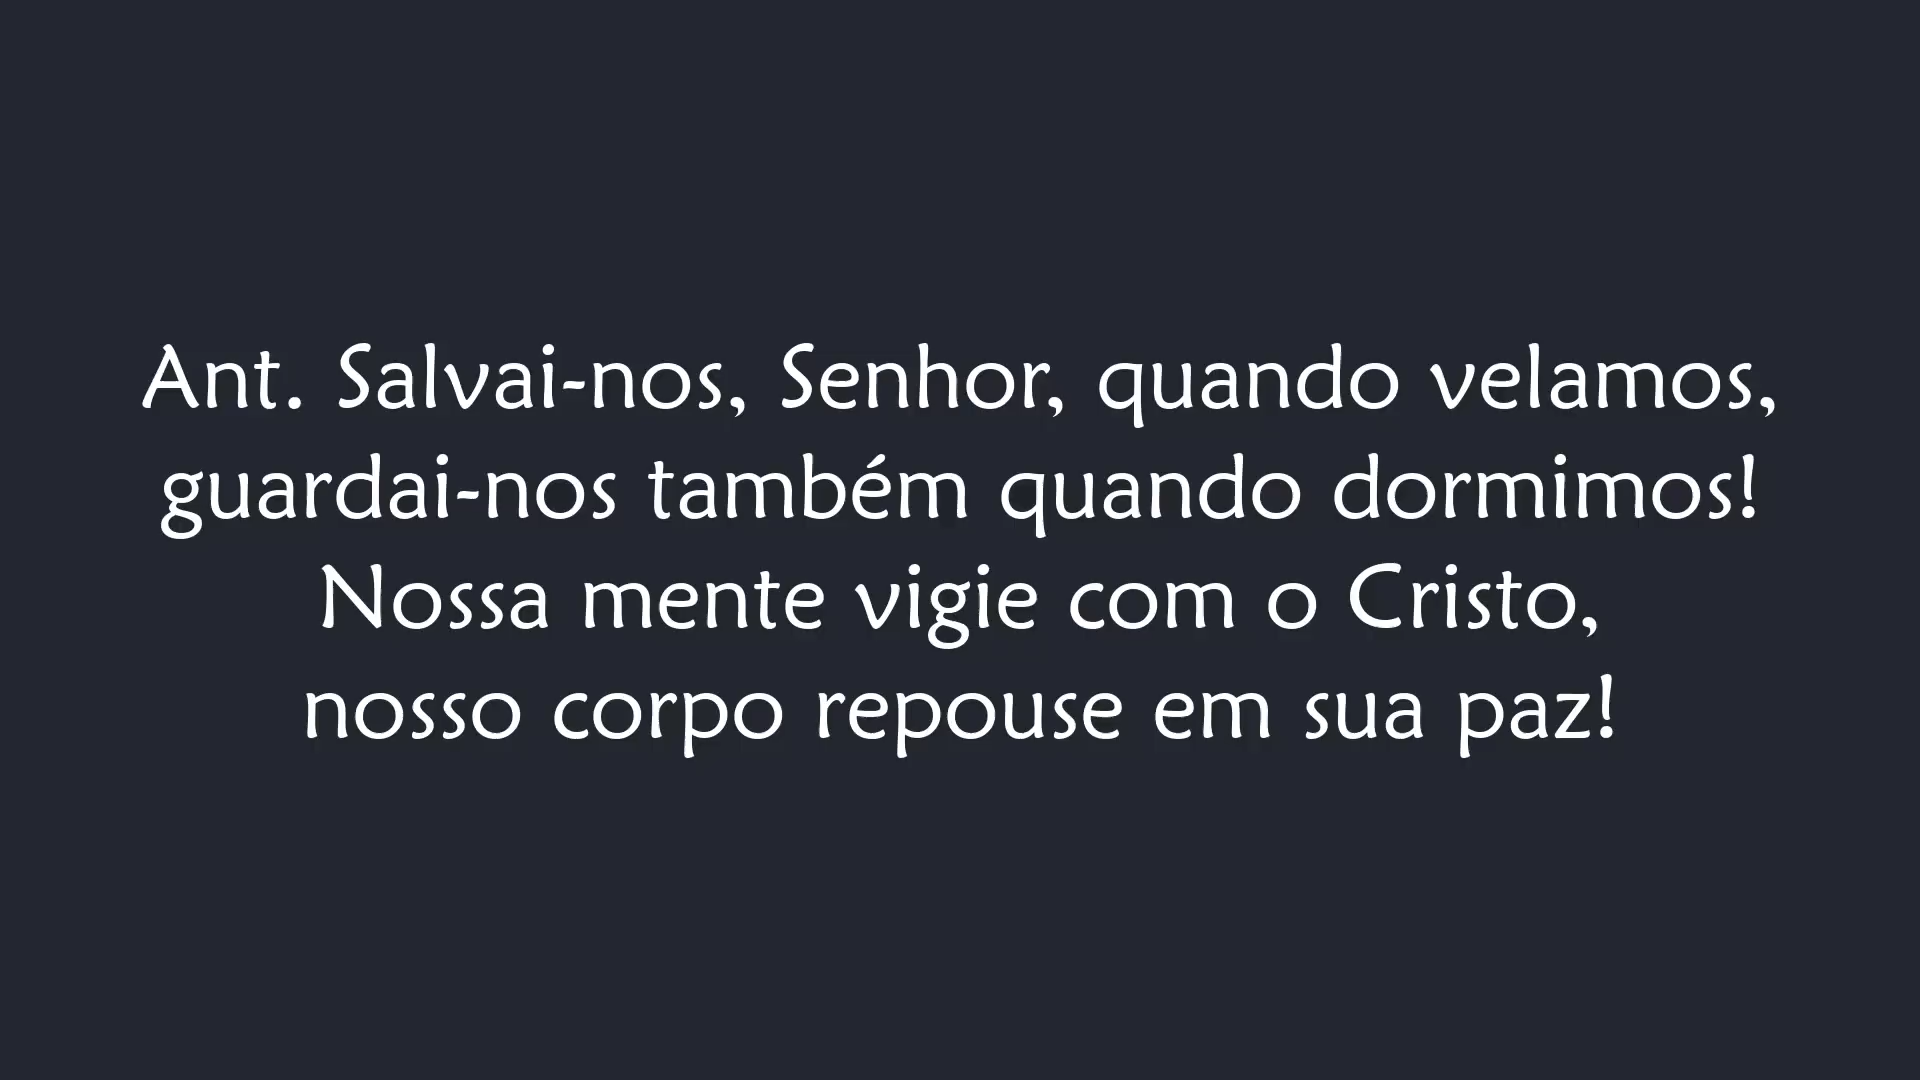 Ant. Salvai-nos, Senhor, quando velamos,
guardai-nos também quando dormimos!
Nossa mente vigie com o Cristo,
nosso corpo repouse em sua paz!